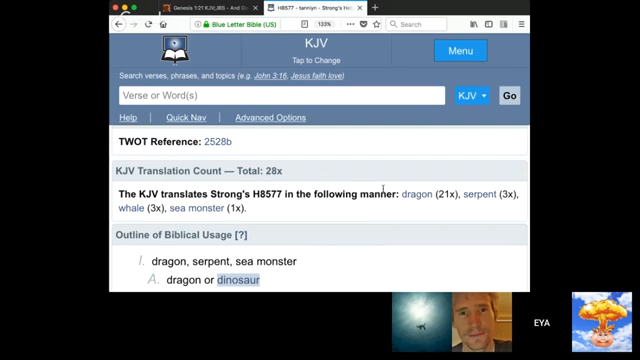 Genesis 1:21 KJV;JBS - And Go
H8577 - tanniyn - Strong's Heb
Blue Letter Bible (US)
133%
KJV
Tap to Change
Menu
Search verses, phrases, and topics (e.g. John 3:16, Jesus faith love)
Verse or Word(s)
KJV
Go
Help | Quick Nav | Advanced Options
TWOT Reference: 2528b
KJV Translation Count — Total: 28x
The KJV translates Strong's H8577 in the following manner: dragon (21x), serpent (3x),
whale (3x), sea monster (1x).
Outline of Biblical Usage [?]
I. dragon, serpent, sea monster
A. dragon or dinosaur
EYA